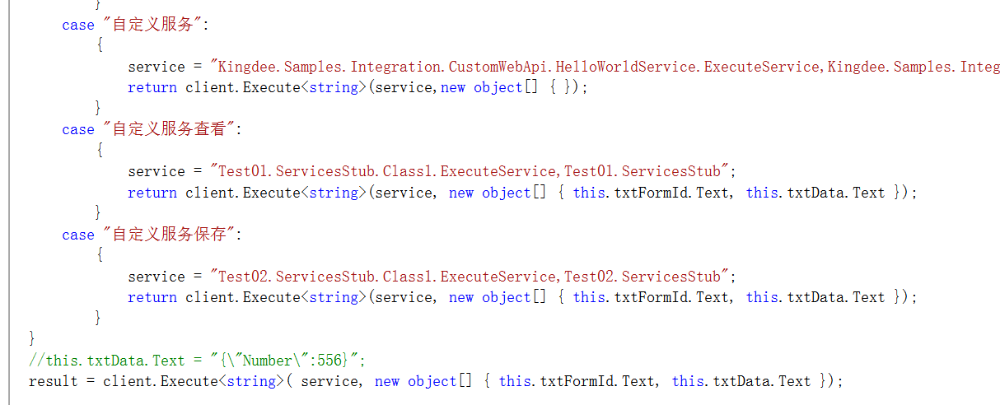 }
case "自定义服务":
{
service = "Kingdee.Samples.Integration.CustomWebApi.HelloWorldService.ExecuteService,Kingdee.Samples.Integ
return client.Execute<string>(service,new object[] { });
}
case "自定义服务查看":
{
service = "Test01.ServicesStub.Class1.ExecuteService,Test01.ServicesStub";
return client.Execute<string>(service, new object[] { this.txtFormId.Text, this.txtData.Text });
}
case "自定义服务保存":
{
service = "Test02.ServicesStub.Class1.ExecuteService,Test02.ServicesStub";
return client.Execute<string>(service, new object[] { this.txtFormId.Text, this.txtData.Text });
}
}
//this.txtData.Text = "{\"Number\":556}";
result = client.Execute<string>( service, new object[] { this.txtFormId.Text, this.txtData.Text });